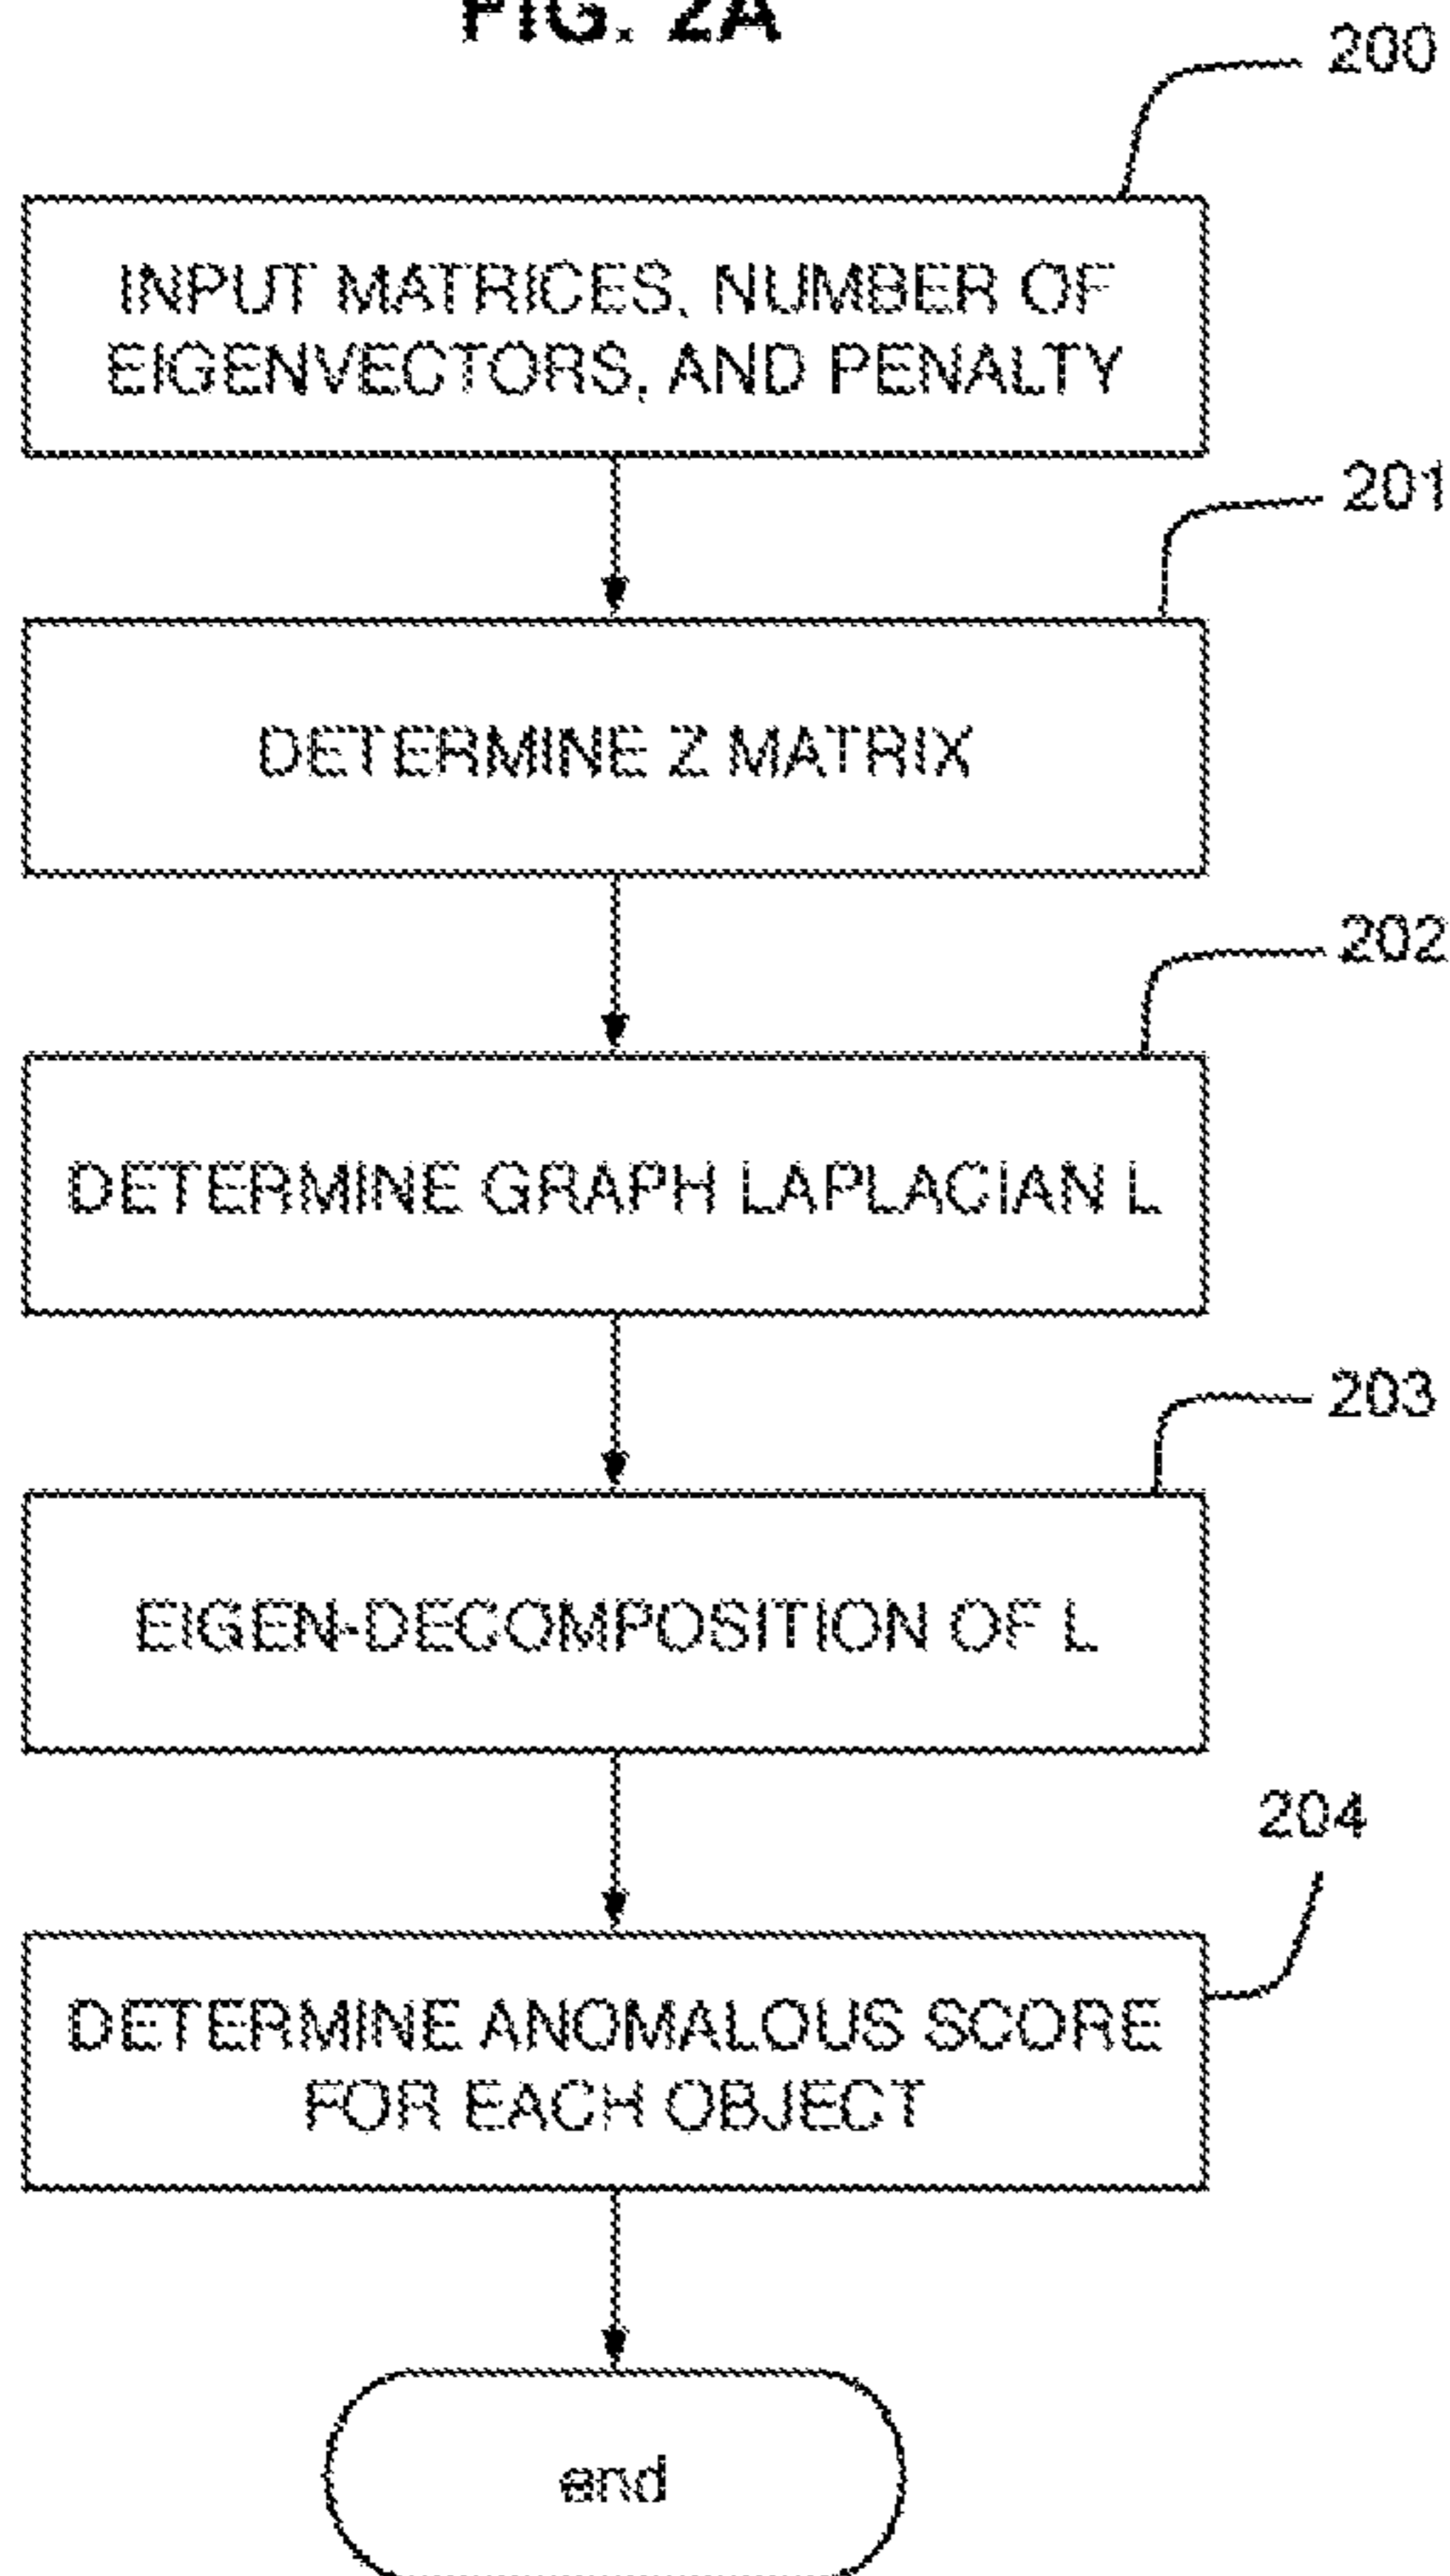 FIG. 2A
200
INPUT MATRICES, NUMBER OF
EIGENVECTORS, AND PENALTY
201
DETERMINE Z MATRIX
202
DETERMINE GRAPH LAPLACIAN L
203
EIGEN-DECOMPOSITION OF L
204
DETERMINE ANOMALOUS SCORE
FOR EACH OBJECT
end